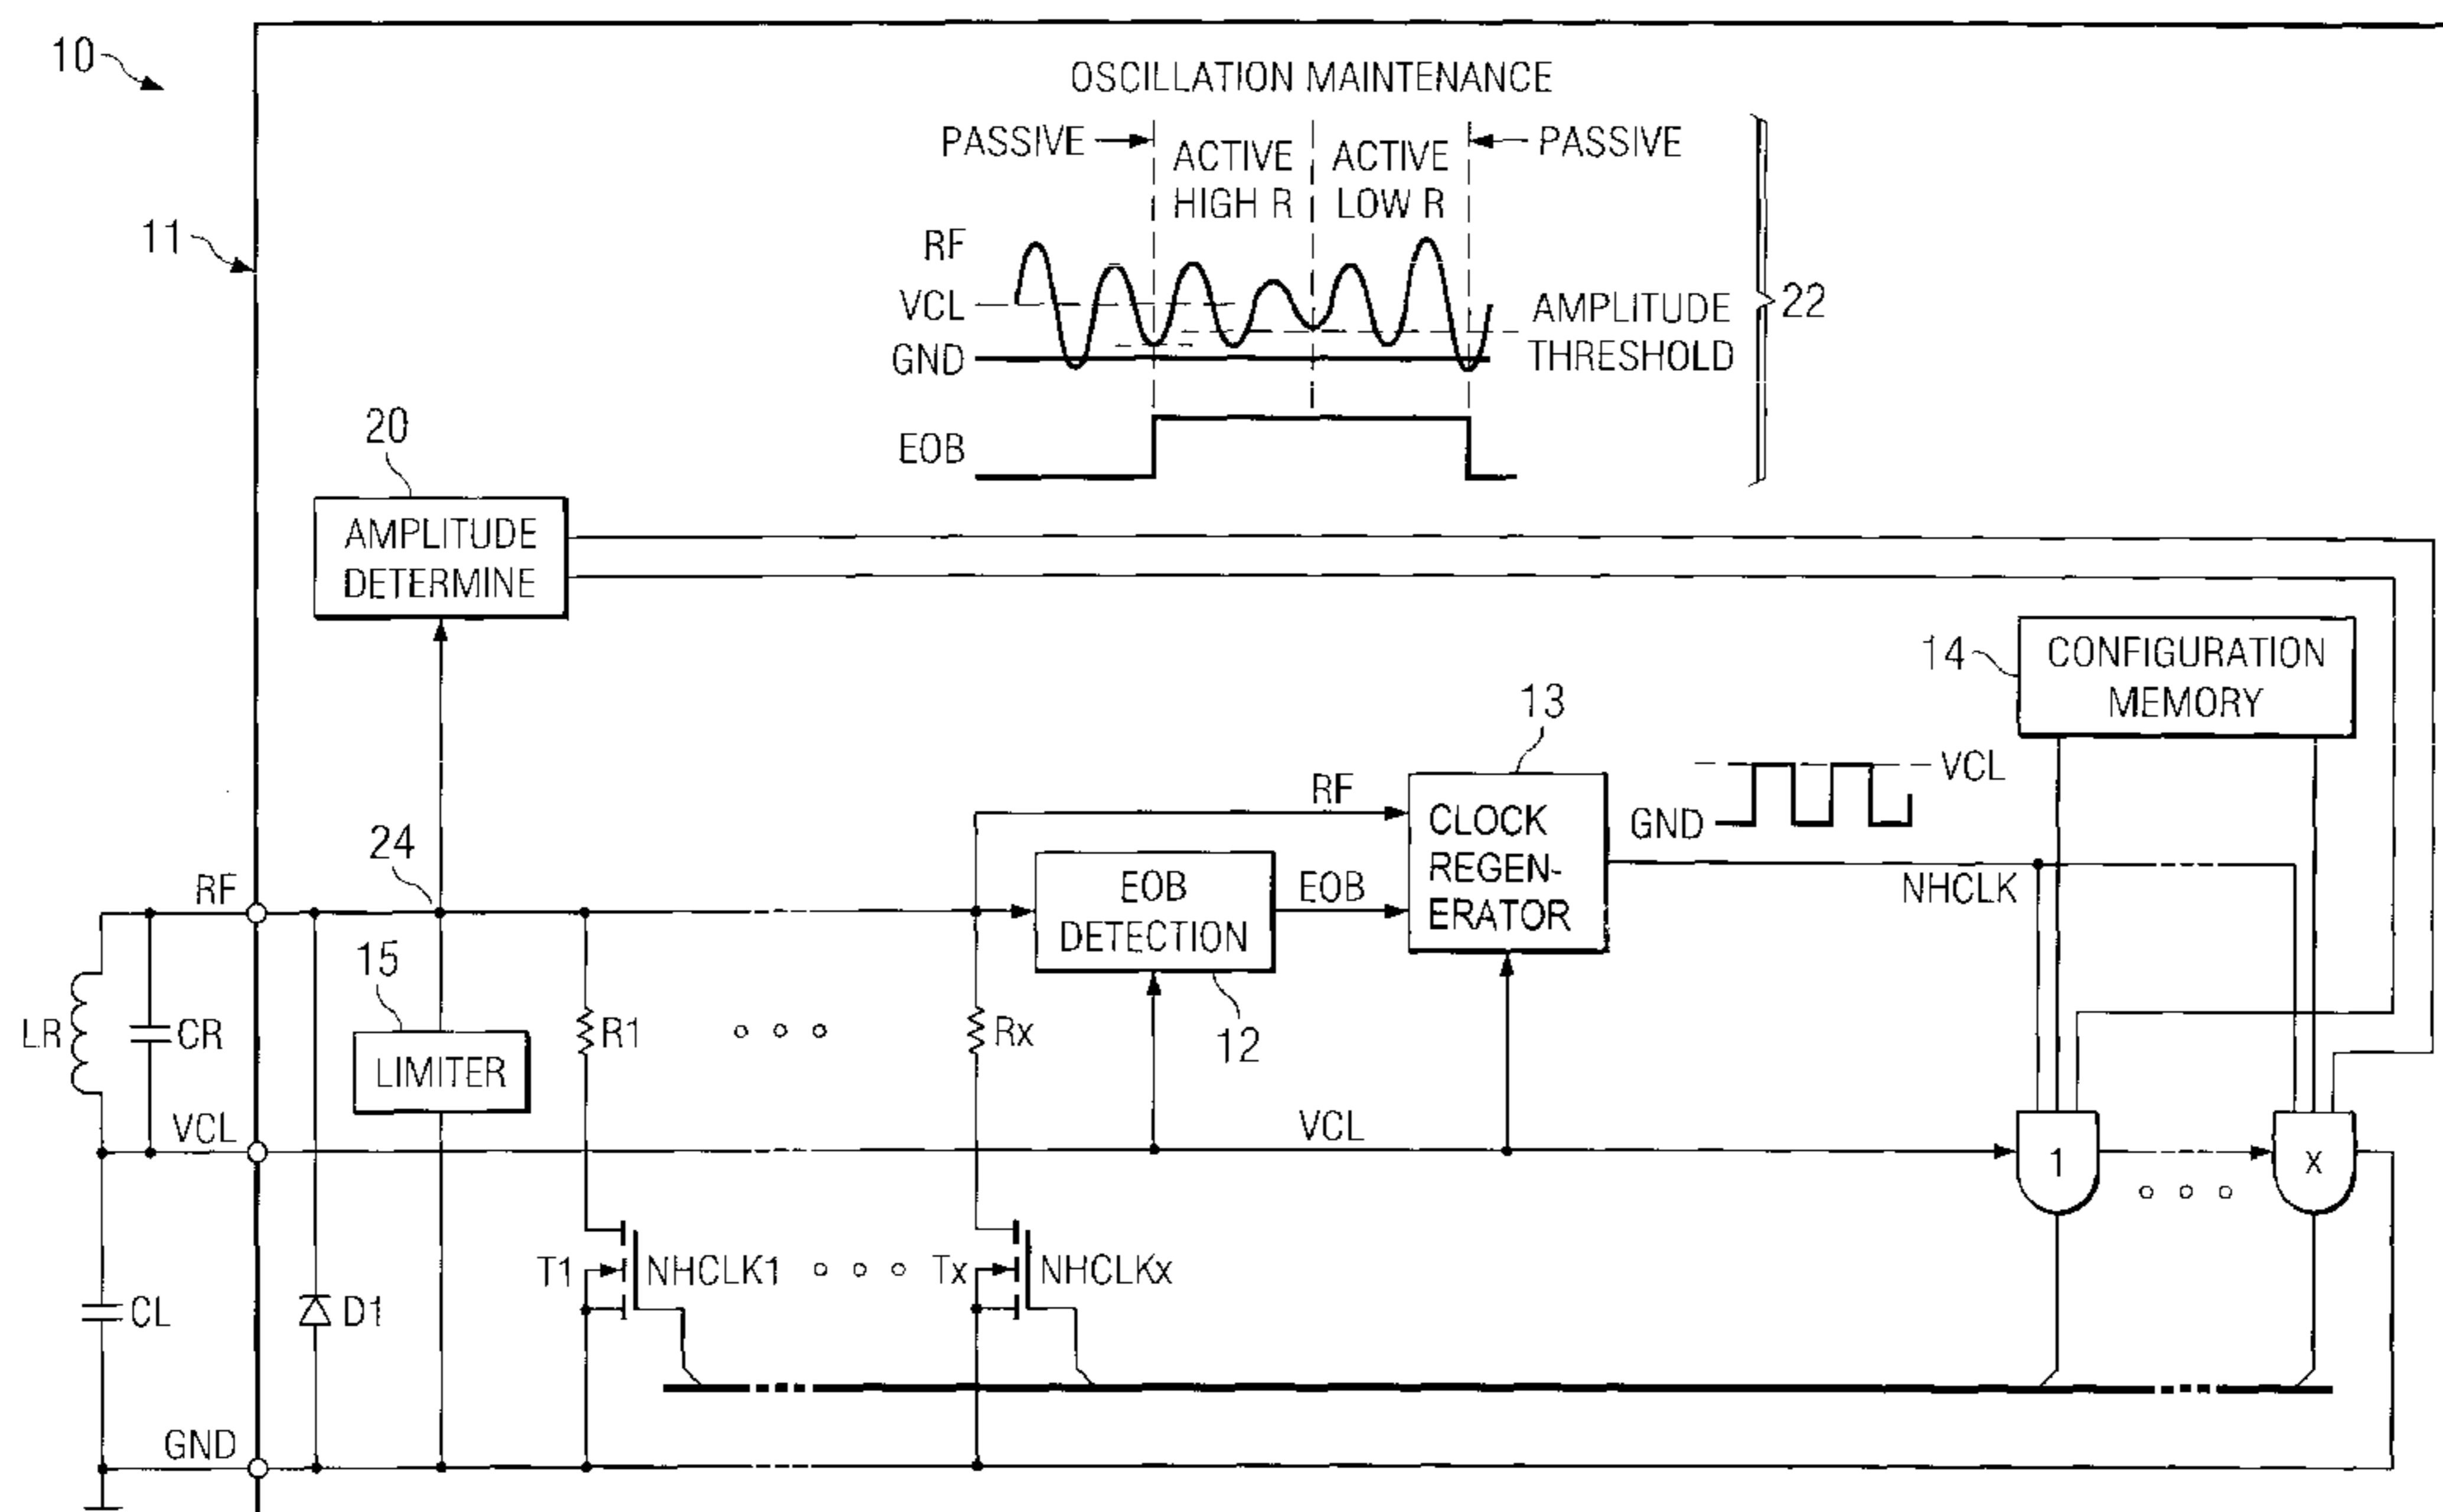 10
OSCILLATION MAINTENANCE
PASSIVE
ACTIVE HIGH R
ACTIVE LOW R
PASSIVE
11
RF
VCL
GND
AMPLITUDE THRESHOLD
22
EOB
20
AMPLITUDE
DETERMINE
14
CONFIGURATION
MEMORY
13
RF
CLOCK
REGEN-
ERATOR
VCL
GND
NHCLK
24
RF
EOB
DETECTION
EOB
12
15
LIMITER
LR
CR
R1
Rx
VCL
VCL
1
x
T1
NHCLK1
Tx
NHCLKx
CL
D1
GND